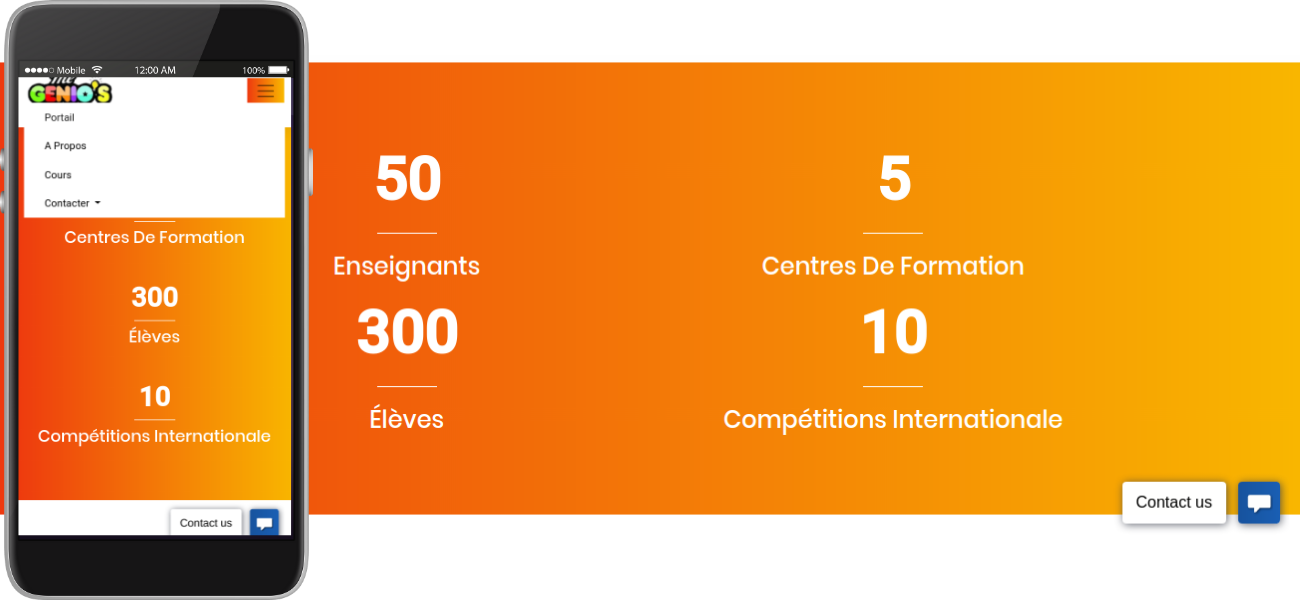 Mobile 12:00 AM 100%
The
GENIO'S
Portail
A Propos
Cours
Contacter
Centres De Formation
300
Élèves
10
Compétitions Internationale
Contact us
50
Enseignants
5
Centres De Formation
300
Élèves
10
Compétitions Internationale
Contact us